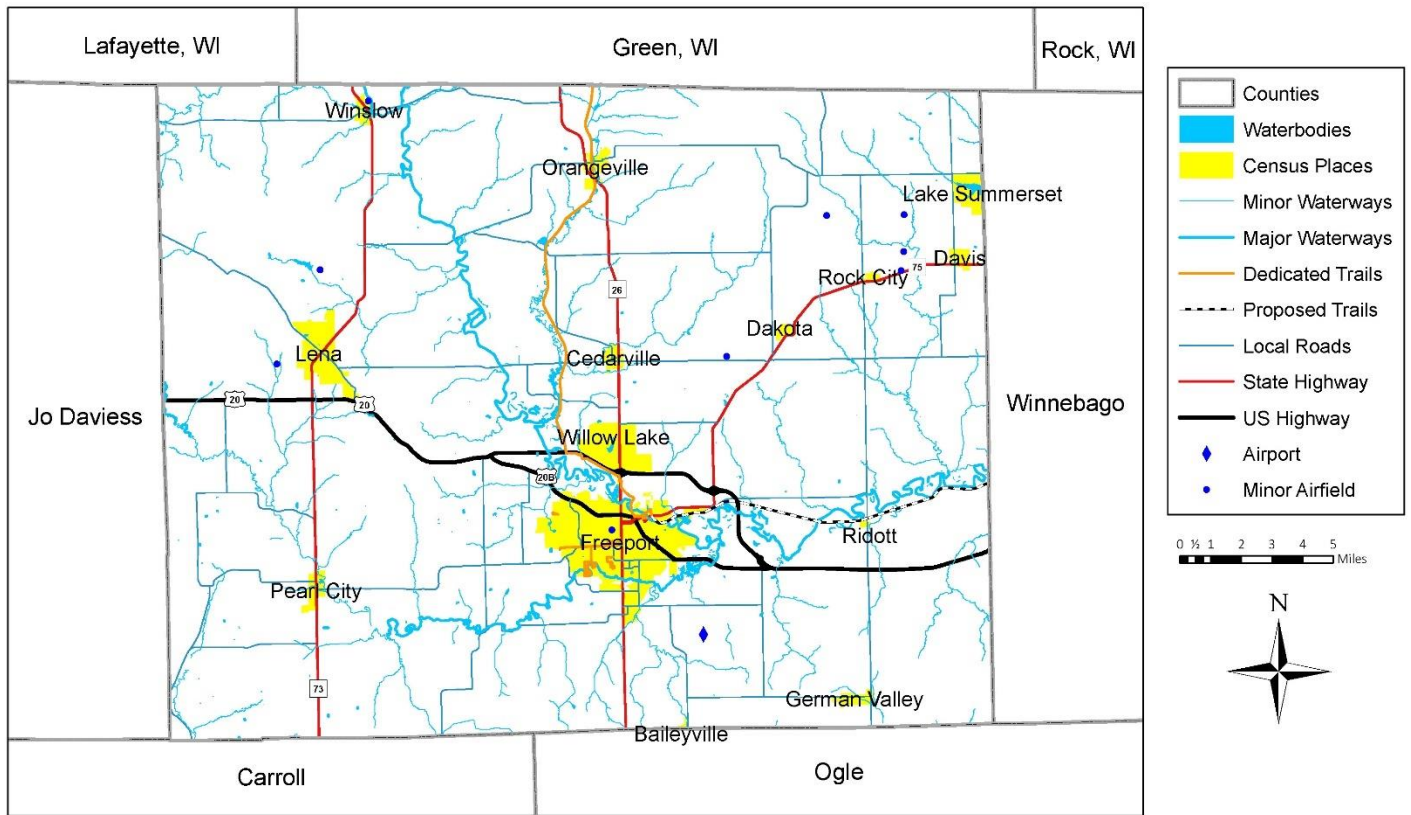 Lafayette, WI
Green, WI
Rock, WI
Winslow
Orangeville
Lake Summerset
Davis
75
Rock City
26
Dakota
Lena
Cedarville
20
20
Jo Daviess
Winnebago
Willow Lake
20B
Freeport
Ridott
Pearl City
73
German Valley
Baileyville
Carroll
Ogle
Counties
Waterbodies
Census Places
Minor Waterways
Major Waterways
Dedicated Trails
Proposed Trails
Local Roads
State Highway
US Highway
Airport
Minor Airfield
0 ½ 1 2 3 4 5
Miles
N